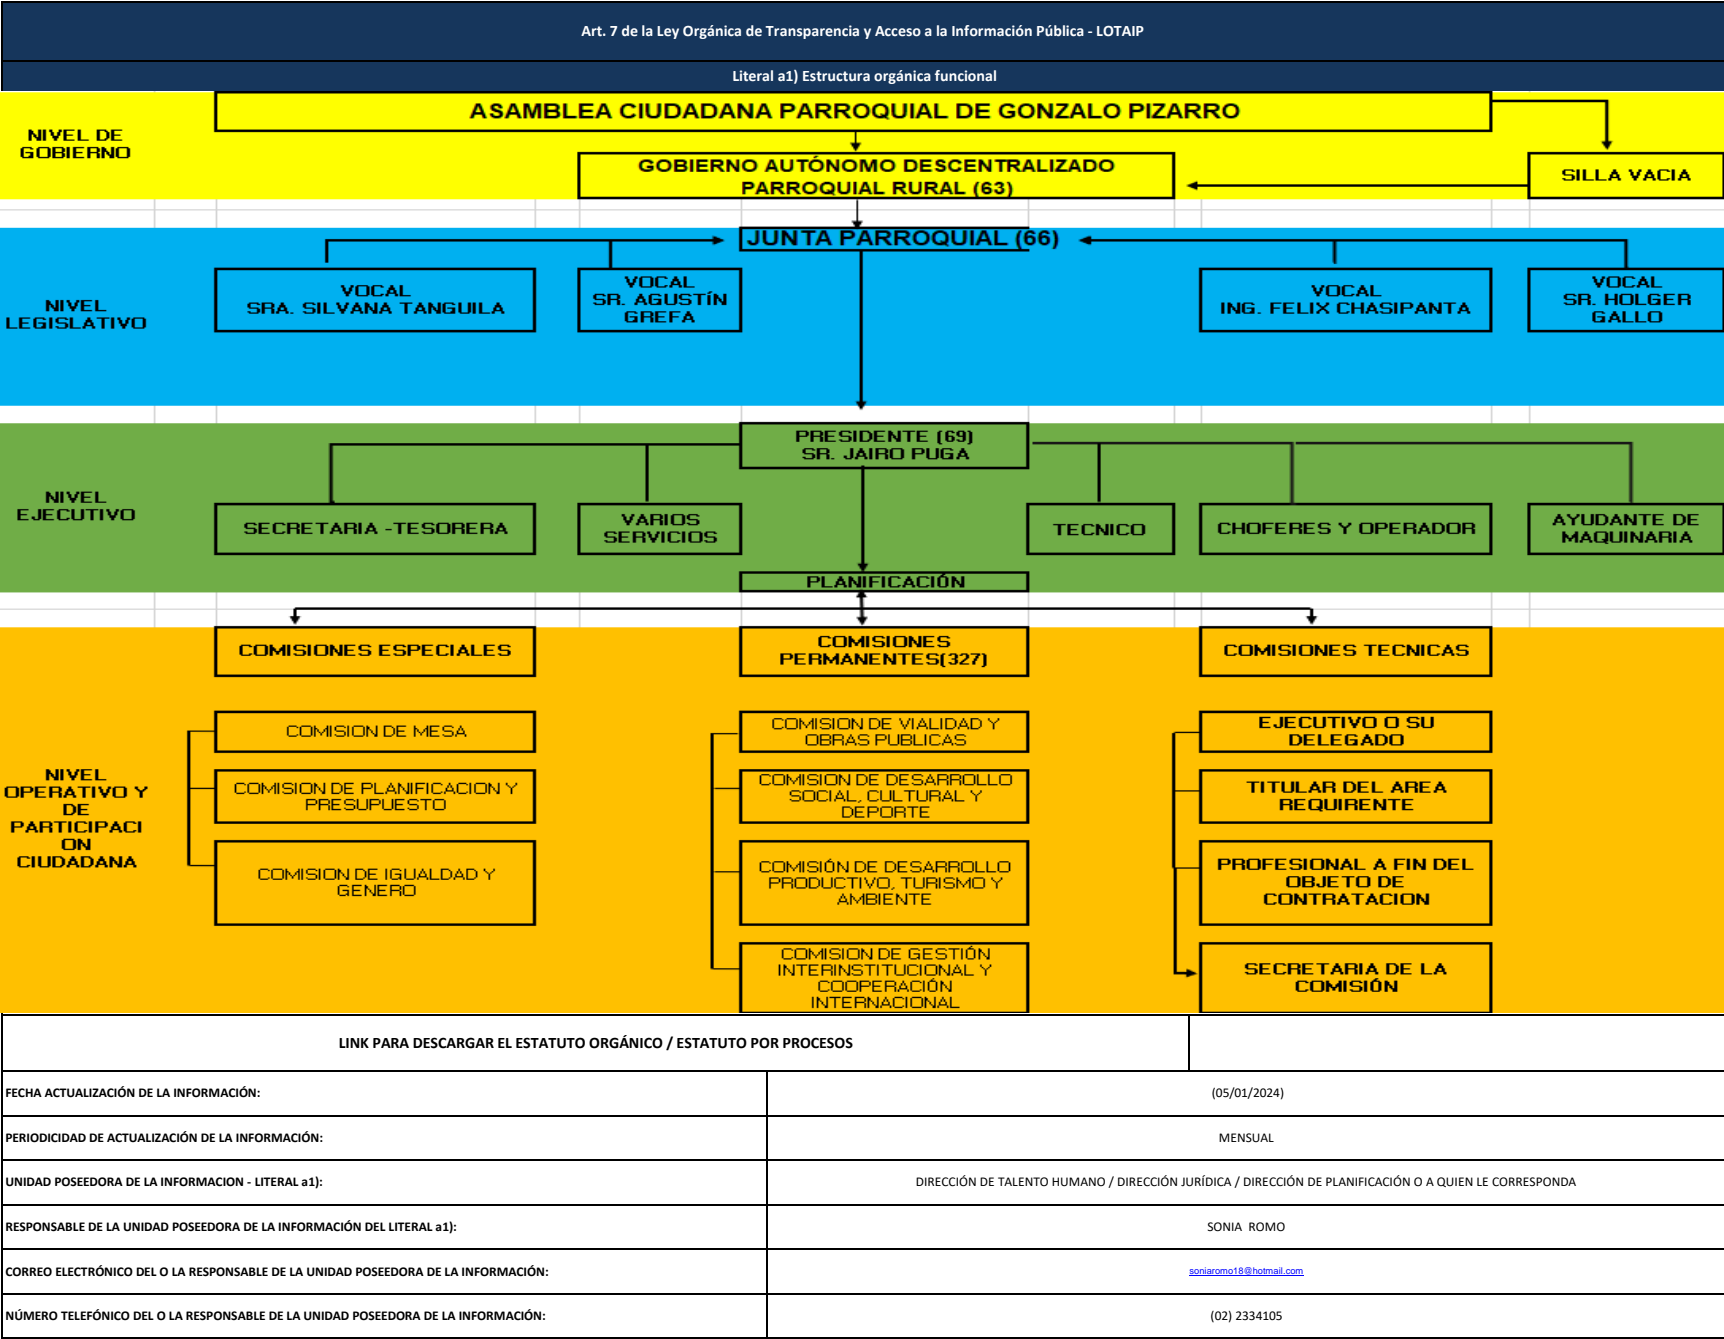 Art. 7 de la Ley Orgánica de Transparencia y Acceso a la Información Pública - LOTAIP
Literal a1) Estructura orgánica funcional
NIVEL DE
GOBIERNO
ASAMBLEA CIUDADANA PARROQUIAL DE GONZALO PIZARRO
GOBIERNO AUTÓNOMO DESCENTRALIZADO
PARROQUIAL RURAL (63)
SILLA VACIA
NIVEL
LEGISLATIVO
JUNTA PARROQUIAL (66)
VOCAL
SRA. SILVANA TANGUILA
VOCAL
SR. AGUSTÍN
GREFA
VOCAL
ING. FELIX CHASIPANTA
VOCAL
SR. HOLGER
GALLO
NIVEL
EJECUTIVO
PRESIDENTE (69)
SR. JAIRO PUGA
SECRETARIA -TESORERA
VARIOS
SERVICIOS
TECNICO
CHOFERES Y OPERADOR
AYUDANTE DE
MAQUINARIA
PLANIFICACIÓN
NIVEL
OPERATIVO Y
DE
PARTICIPACI
ON
CIUDADANA
COMISIONES ESPECIALES
COMISION DE MESA
COMISION DE PLANIFICACION Y
PRESUPUESTO
COMISION DE IGUALDAD Y
GENERO
COMISIONES
PERMANENTES(327)
COMISION DE VIALIDAD Y
OBRAS PUBLICAS
COMISION DE DESARROLLO
SOCIAL, CULTURAL Y
DEPORTE
COMISIÓN DE DESARROLLO
PRODUCTIVO, TURISMO Y
AMBIENTE
COMISION DE GESTIÓN
INTERINSTITUCIONAL Y
COOPERACIÓN
INTERNACIONAL
COMISIONES TECNICAS
EJECUTIVO O SU
DELEGADO
TITULAR DEL AREA
REQUIRENTE
PROFESIONAL A FIN DEL
OBJETO DE
CONTRATACION
SECRETARIA DE LA
COMISIÓN
LINK PARA DESCARGAR EL ESTATUTO ORGÁNICO / ESTATUTO POR PROCESOS
FECHA ACTUALIZACIÓN DE LA INFORMACIÓN:
(05/01/2024)
PERIODICIDAD DE ACTUALIZACIÓN DE LA INFORMACIÓN:
MENSUAL
UNIDAD POSEEDORA DE LA INFORMACION - LITERAL a1):
DIRECCIÓN DE TALENTO HUMANO / DIRECCIÓN JURÍDICA / DIRECCIÓN DE PLANIFICACIÓN O A QUIEN LE CORRESPONDA
RESPONSABLE DE LA UNIDAD POSEEDORA DE LA INFORMACIÓN DEL LITERAL a1):
SONIA ROMO
CORREO ELECTRÓNICO DEL O LA RESPONSABLE DE LA UNIDAD POSEEDORA DE LA INFORMACIÓN:
soniaromo18@hotmail.com
NÚMERO TELEFÓNICO DEL O LA RESPONSABLE DE LA UNIDAD POSEEDORA DE LA INFORMACIÓN:
(02) 2334105